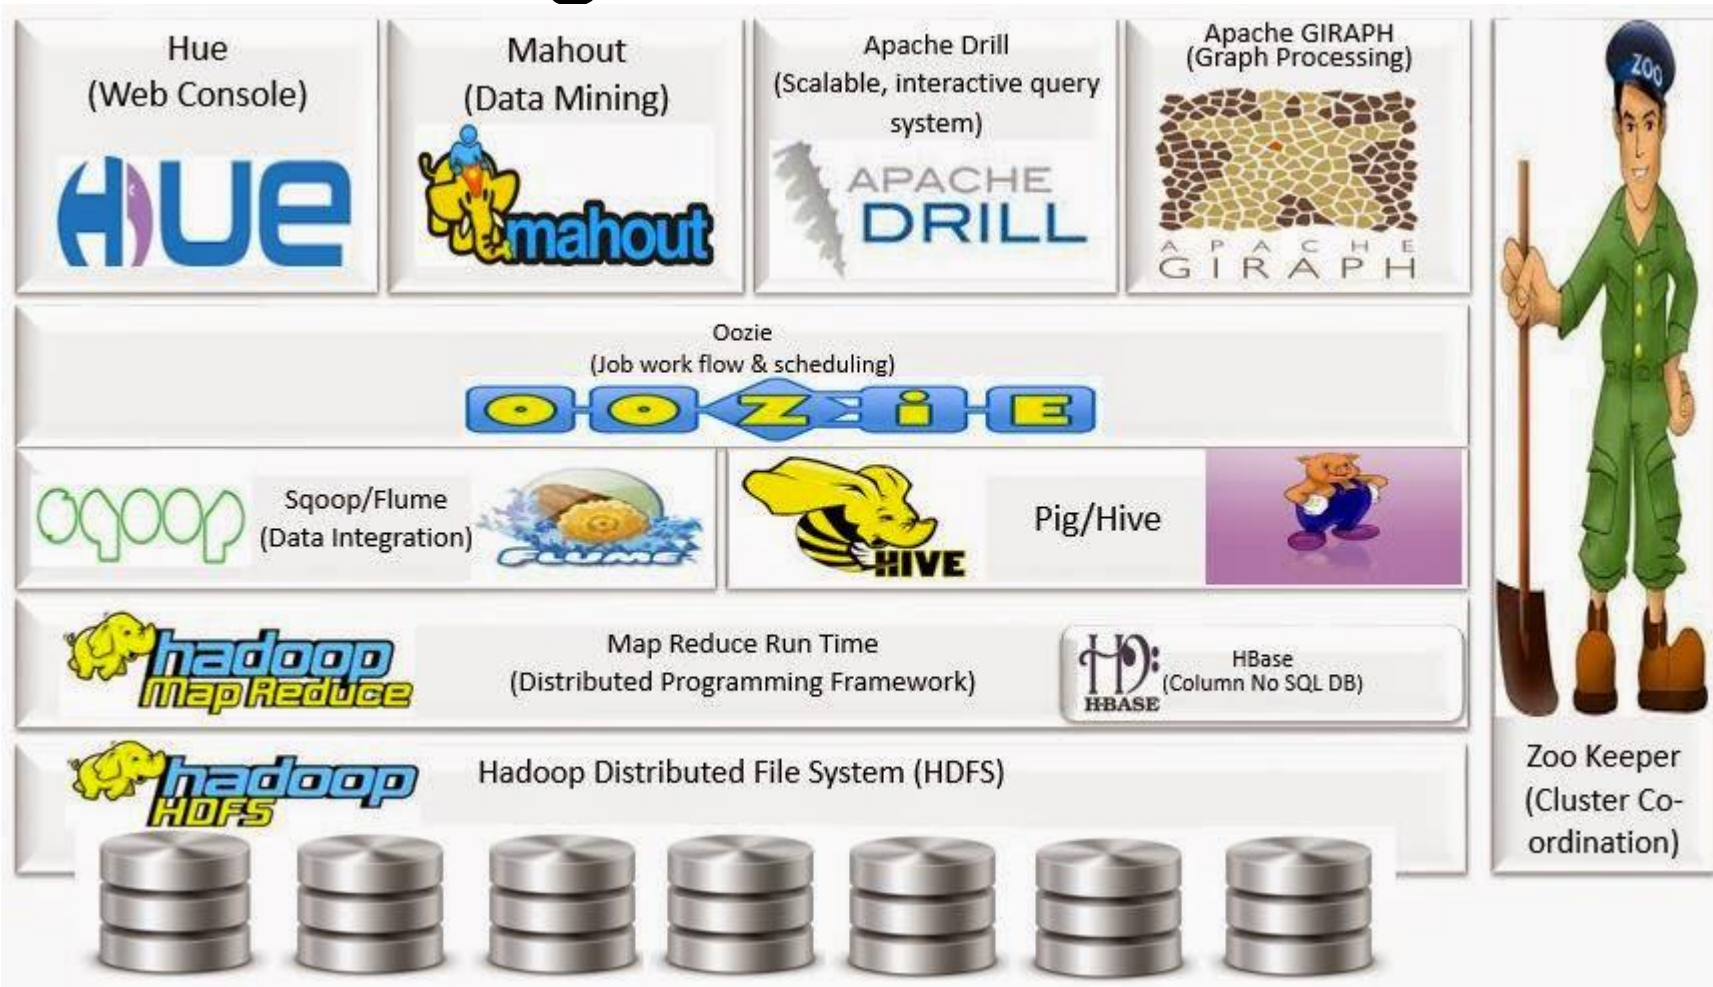 Hue
(Web Console)
HUE
Mahout
(Data Mining)
mahout
Apache Drill
(Scalable, interactive query
system)
APACHE
DRILL
Apache GIRAPH
(Graph Processing)
APACHE
GIRAPH
ZOO
Oozie
(Job work flow & scheduling)
OOZiE
sqoop
Sqoop/Flume
(Data Integration)
FLUME
HIVE
Pig/Hive
hadoop
Map Reduce
Map Reduce Run Time
(Distributed Programming Framework)
H-BASE
HBase
(Column No SQL DB)
hadoop
HDFS
Hadoop Distributed File System (HDFS)
Zoo Keeper
(Cluster Co-
ordination)